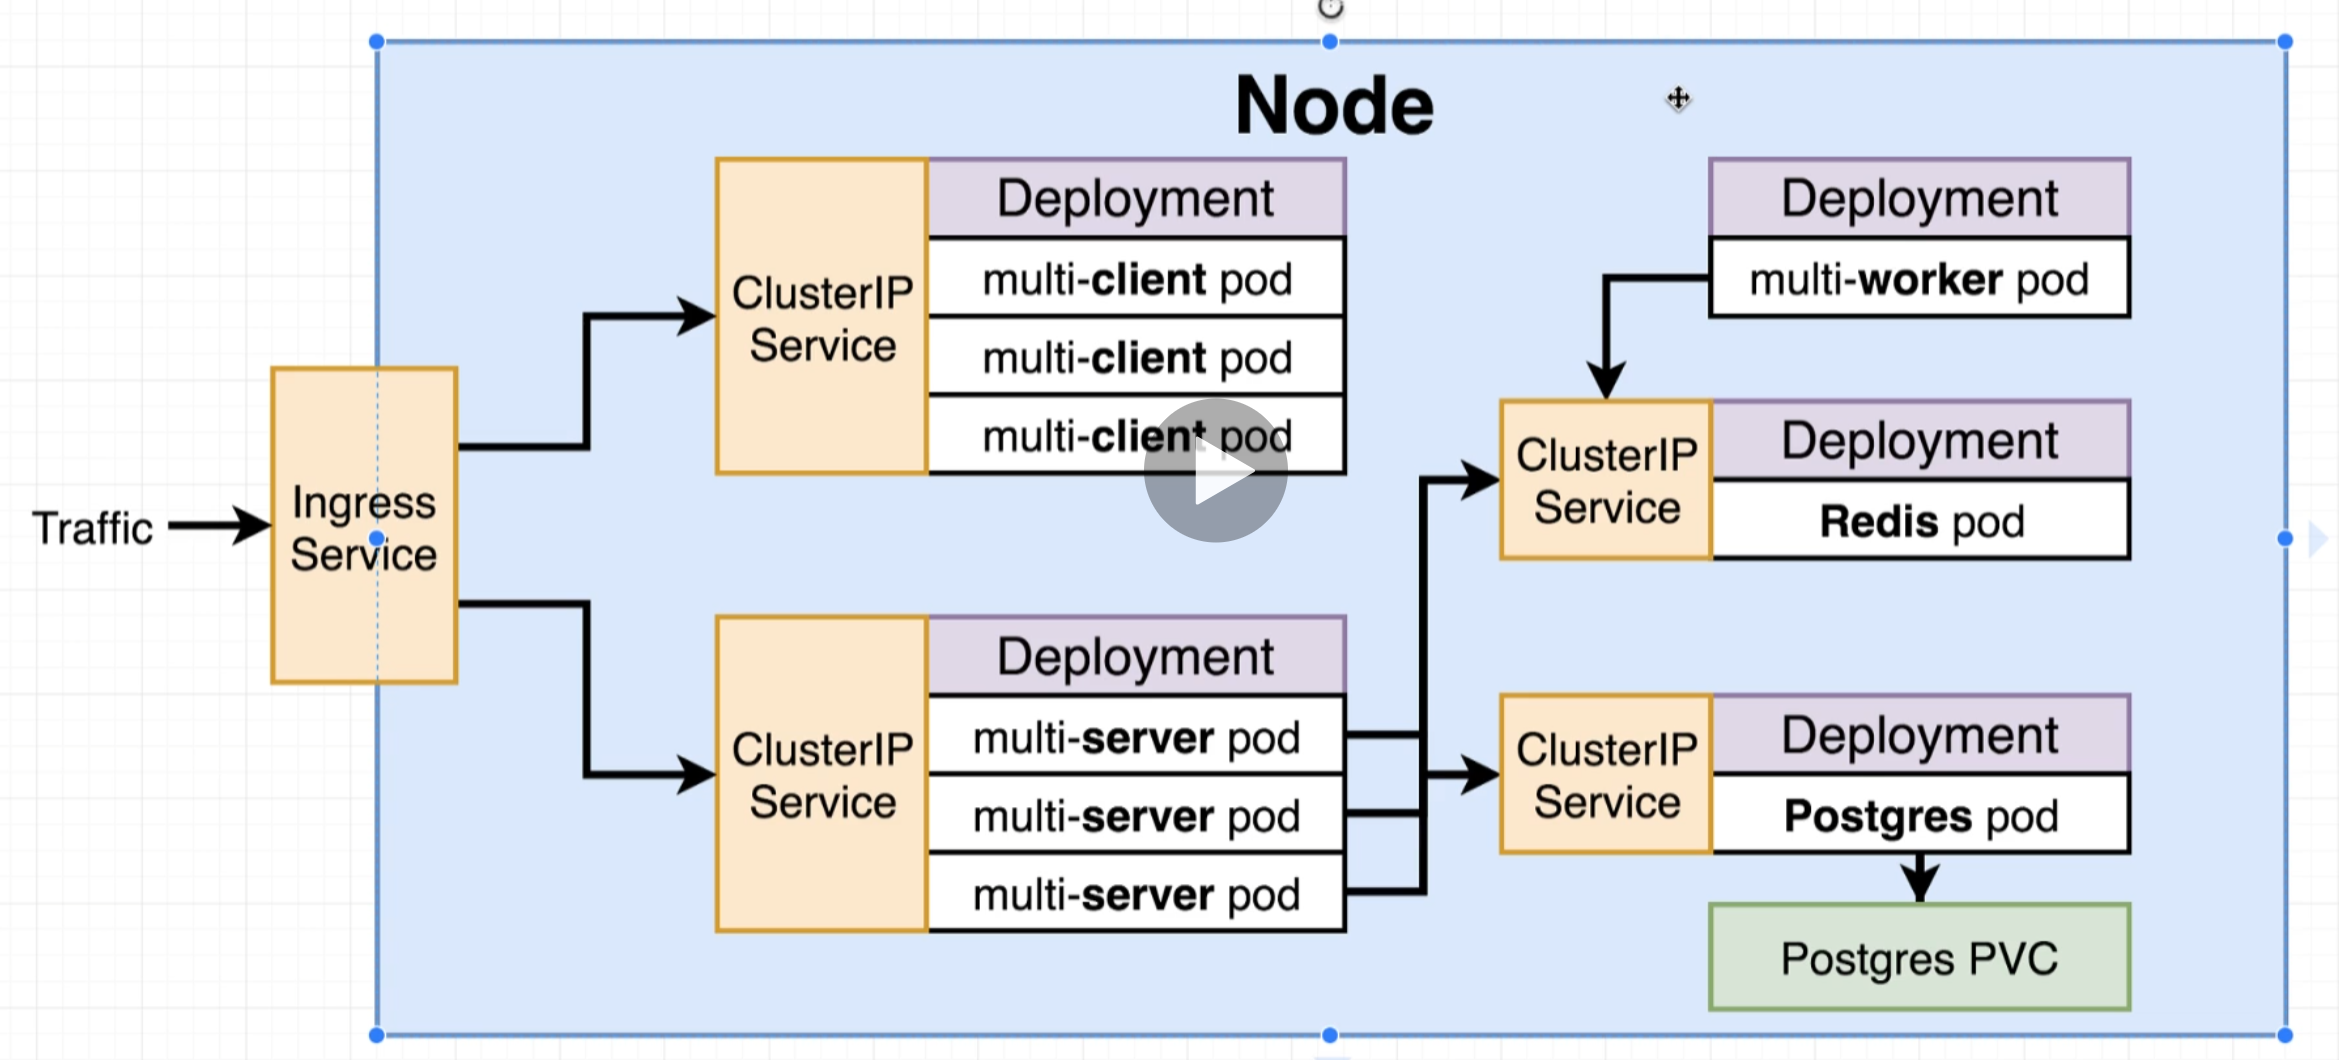 Node
Traffic
Ingress
Service
ClusterIP
Service
Deployment
multi-client pod
multi-client pod
multi-client pod
ClusterIP
Service
Deployment
multi-server pod
multi-server pod
multi-server pod
Deployment
multi-worker pod
ClusterIP
Service
Deployment
Redis pod
ClusterIP
Service
Deployment
Postgres pod
Postgres PVC